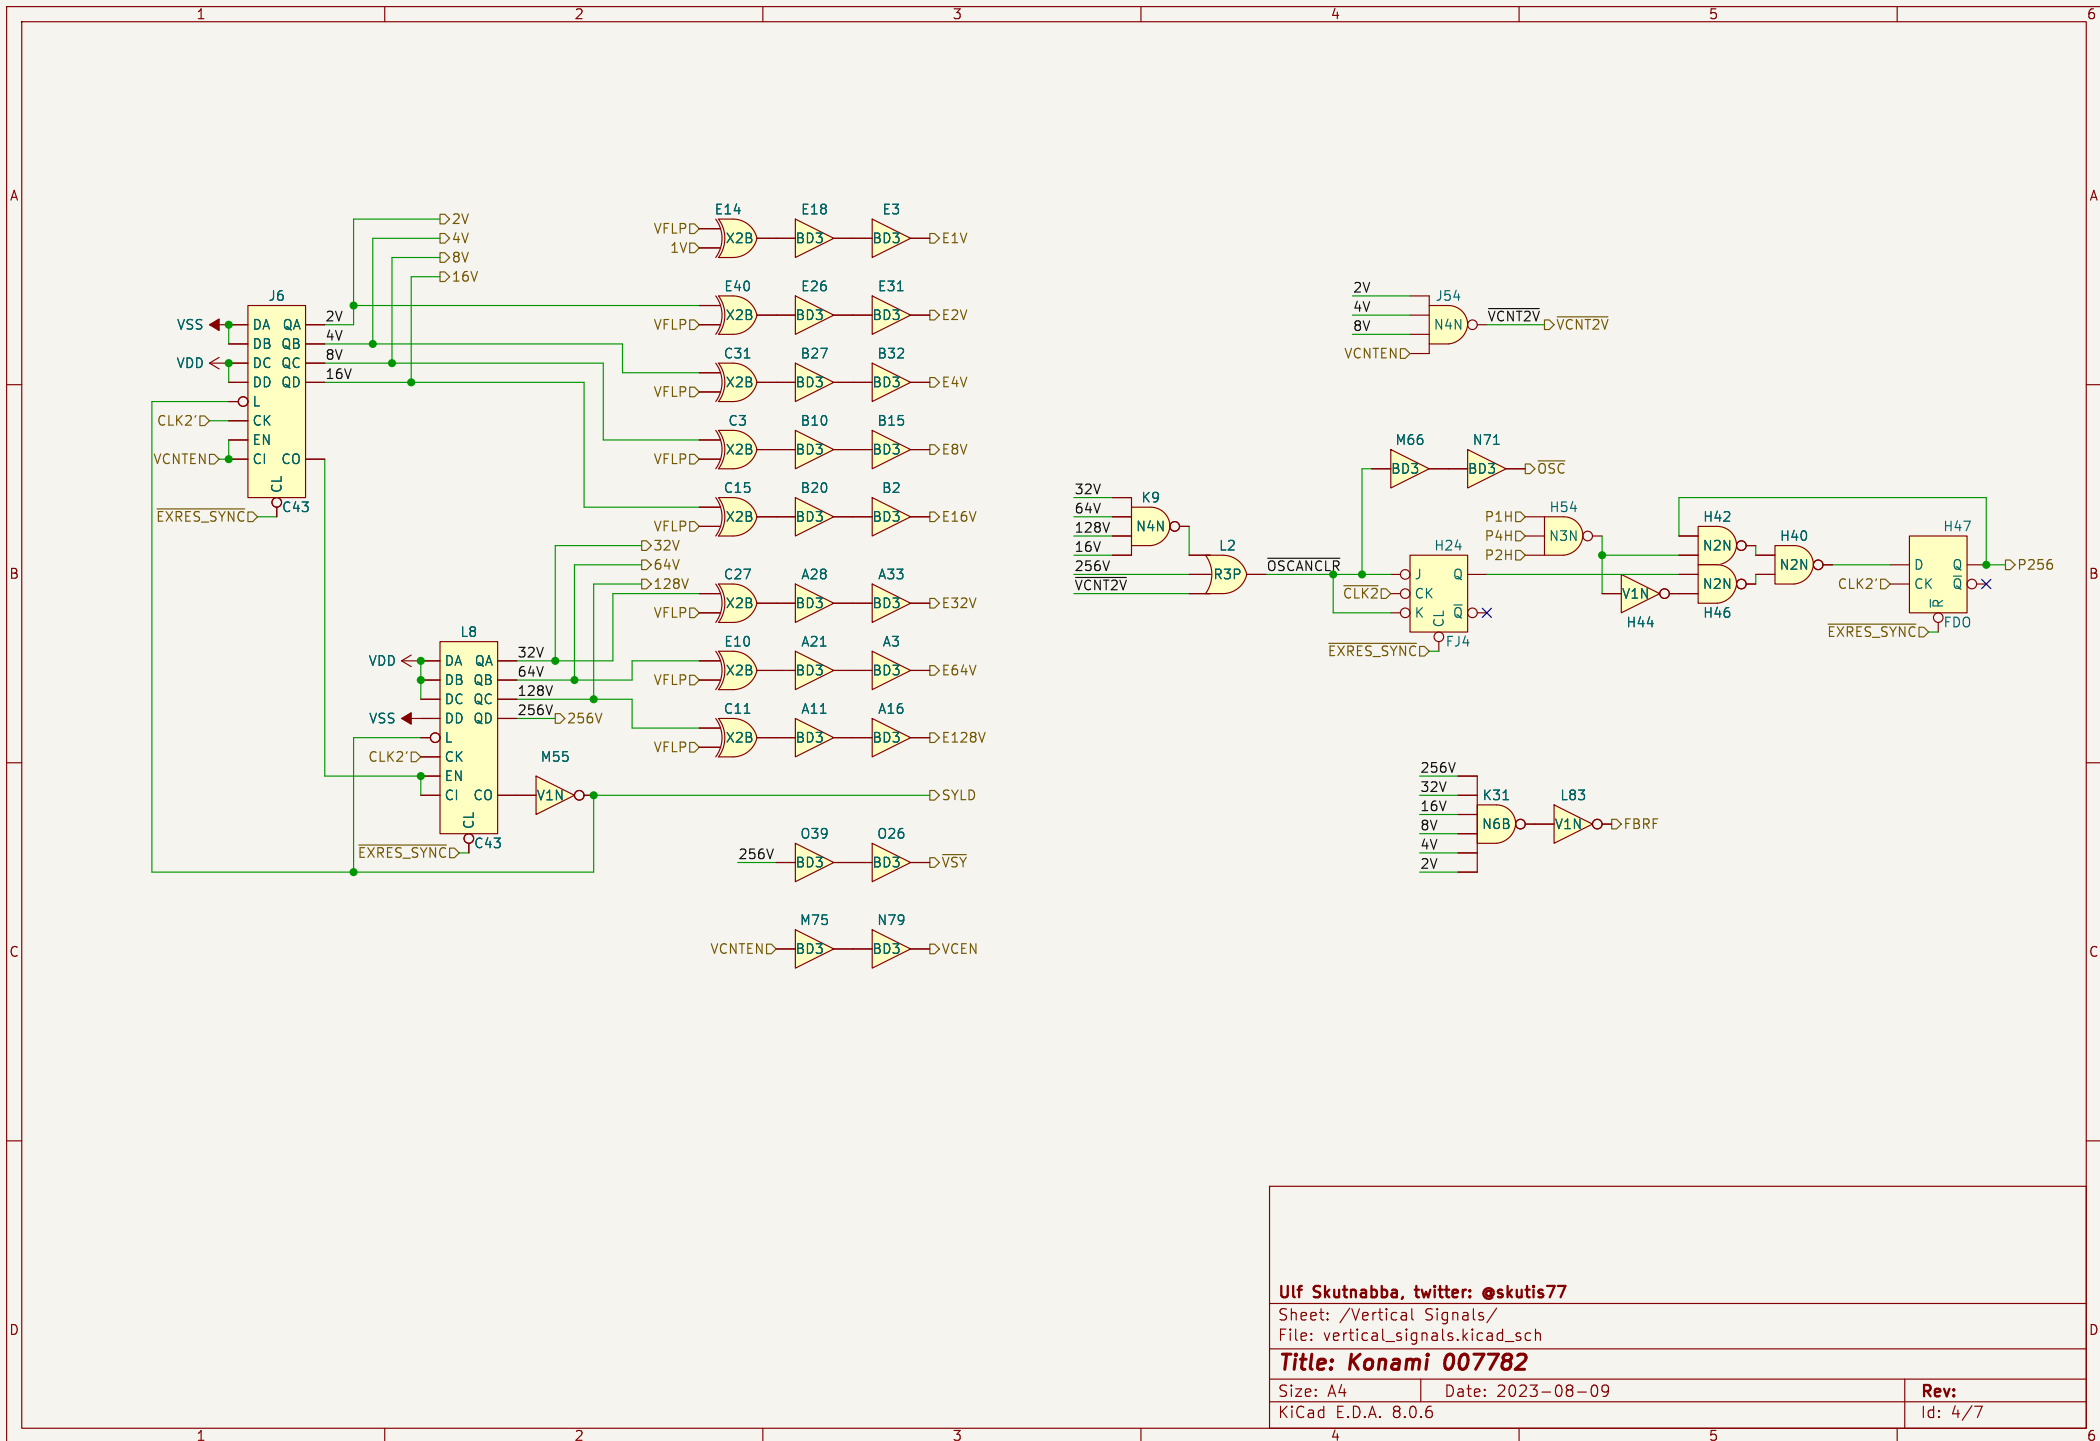 1 2 3 4 5 6
A A
B B
C C
D D
1 2 3 4 5 6
2V
4V
8V
16V
J6
VSS
VDD
DA QA 2V
DB QB 4V
DC QC 8V
DD QD 16V
L
CLK2' CK
EN
VCNTEN CI CO
CL
EXRES_SYNC C43
E14 E18 E3
VFLP
1V
X2B BD3 BD3 E1V
E40 E26 E31
X2B BD3 BD3 E2V
VFLP
C31 B27 B32
X2B BD3 BD3 E4V
VFLP
C3 B10 B15
X2B BD3 BD3 E8V
VFLP
C15 B20 B2
X2B BD3 BD3 E16V
VFLP
32V
64V
128V
C27 A28 A33
X2B BD3 BD3 E32V
VFLP
E10 A21 A3
X2B BD3 BD3 E64V
VFLP
C11 A11 A16
X2B BD3 BD3 E128V
VFLP
L8
VDD DA QA 32V
DB QB 64V
DC QC 128V
VSS DD QD 256V 256V
L
CLK2' CK
EN
CI CO
CL
EXRES_SYNC C43
M55
V1N SYLD
O39 O26
256V BD3 BD3 VSY
M75 N79
VCNTEN BD3 BD3 VCEN
2V
4V
8V
VCNTEN
J54
N4N VCNT2V VCNT2V
32V
64V
128V
16V
256V
VCNT2V
K9
N4N
L2
R3P
OSCANCLR
M66 N71
BD3 BD3 OSC
H24
J Q
CLK2 CK
K Q
CL
EXRES_SYNC FJ4
P1H
P4H
P2H
H54
N3N
V1N
H44
H42
N2N
N2N
H46
H40
N2N
H47
D Q P256
CLK2' CK Q
R
EXRES_SYNC FDO
256V
32V
16V
8V
4V
2V
K31 L83
N6B V1N FBRF
Ulf Skutnabba, twitter: @skutis77
Sheet: /Vertical Signals/
File: vertical_signals.kicad_sch
Title: Konami 007782
Size: A4 Date: 2023-08-09 Rev:
KiCad E.D.A. 8.0.6 Id: 4/7